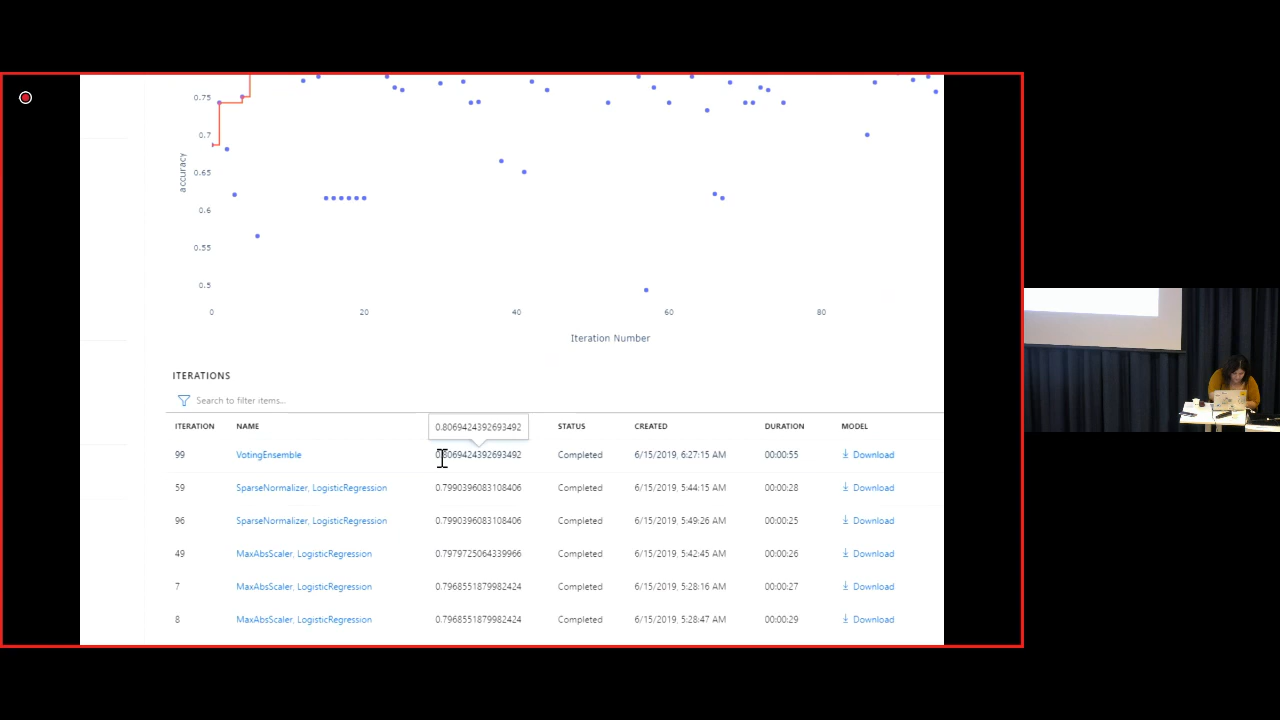 0.75
0.7
0.65
0.6
0.55
0.5
accuracy
0 20 40 60 80
Iteration Number
ITERATIONS
Search to filter items...
0.8069424392693492
ITERATION NAME STATUS CREATED DURATION MODEL
99 VotingEnsemble 0.8069424392693492 Completed 6/15/2019, 6:27:15 AM 00:00:55 Download
59 SparseNormalizer, LogisticRegression 0.7990396083108406 Completed 6/15/2019, 5:44:15 AM 00:00:28 Download
96 SparseNormalizer, LogisticRegression 0.7990396083108406 Completed 6/15/2019, 5:49:26 AM 00:00:25 Download
49 MaxAbsScaler, LogisticRegression 0.7979725064339966 Completed 6/15/2019, 5:42:45 AM 00:00:26 Download
7 MaxAbsScaler, LogisticRegression 0.7968551879982424 Completed 6/15/2019, 5:28:16 AM 00:00:27 Download
8 MaxAbsScaler, LogisticRegression 0.7968551879982424 Completed 6/15/2019, 5:28:47 AM 00:00:29 Download